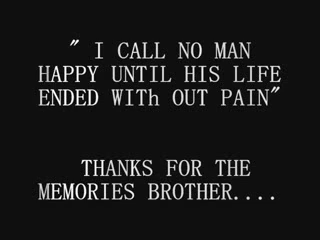 " I CALL NO MAN
HAPPY UNTIL HIS LIFE
ENDED WITh OUT PAIN"
THANKS FOR THE
MEMORIES BROTHER....